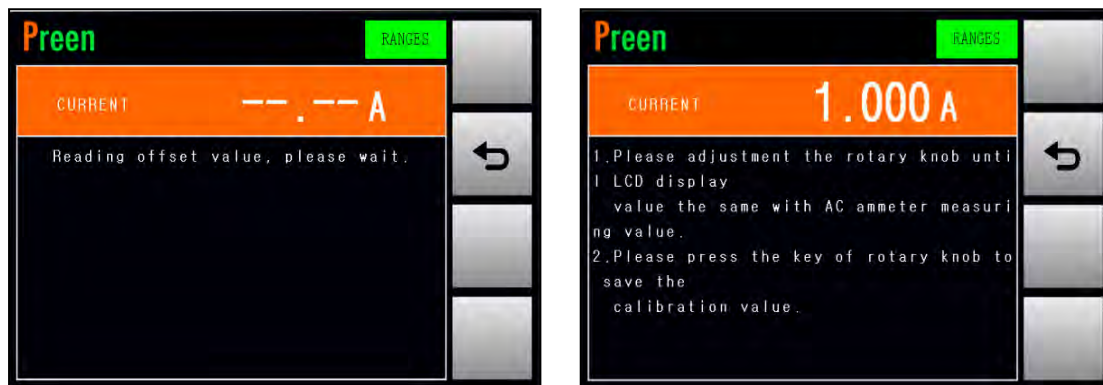 Preen
RANGES
CURRENT
--.-- A
Reading offset value, please wait.
Preen
RANGES
CURRENT
1.000 A
1.Please adjustment the rotary knob unti
l LCD display
value the same with AC ammeter measuri
ng value.
2.Please press the key of rotary knob to
save the
calibration value.